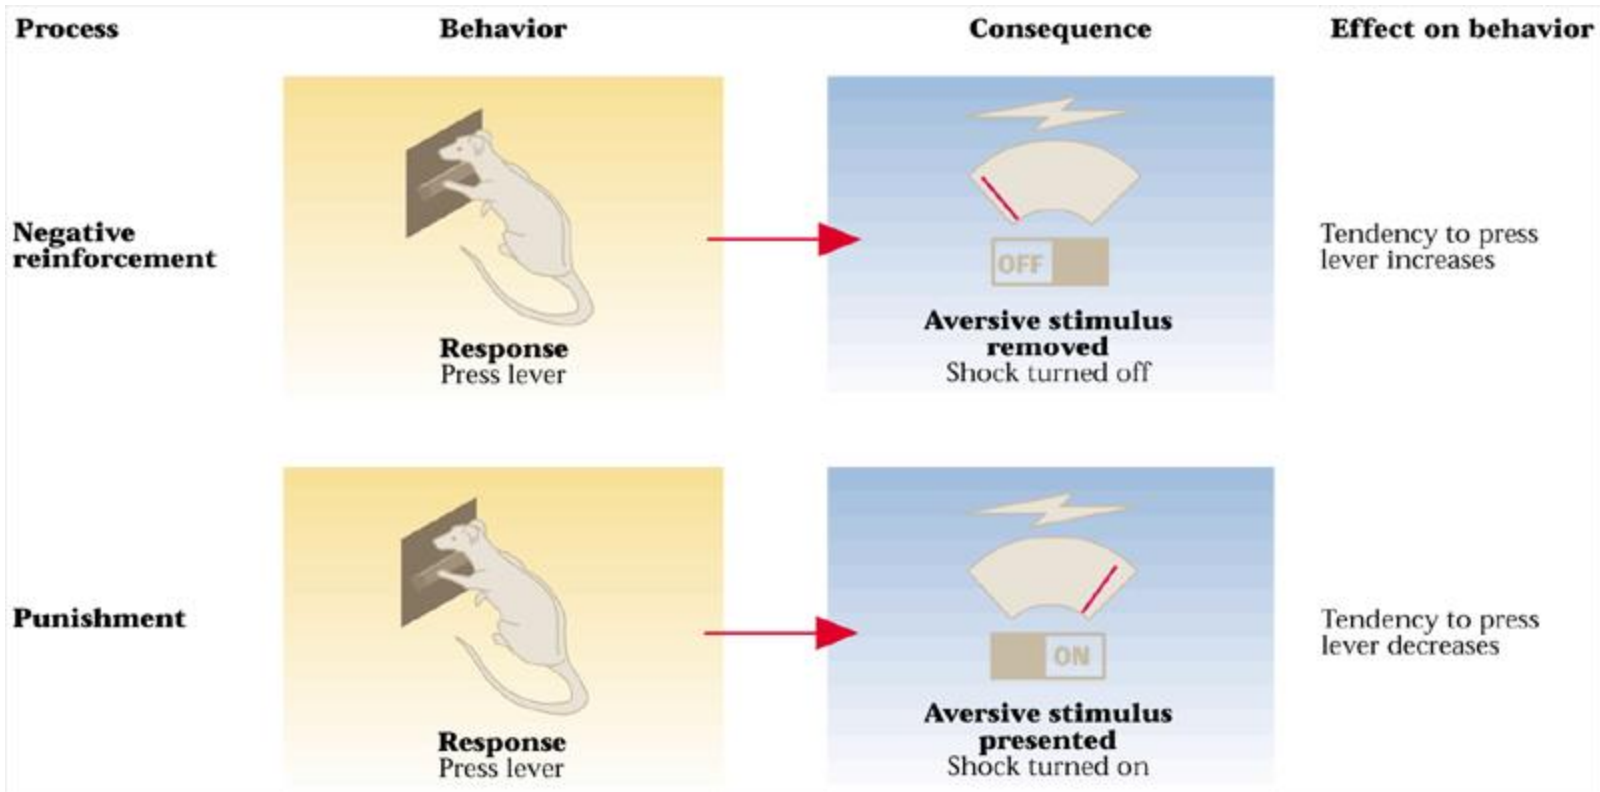 Process
Behavior
Consequence
Effect on behavior
Negative
reinforcement
Response
Press lever
OFF
Aversive stimulus
removed
Shock turned off
Tendency to press
lever increases
Punishment
Response
Press lever
ON
Aversive stimulus
presented
Shock turned on
Tendency to press
lever decreases